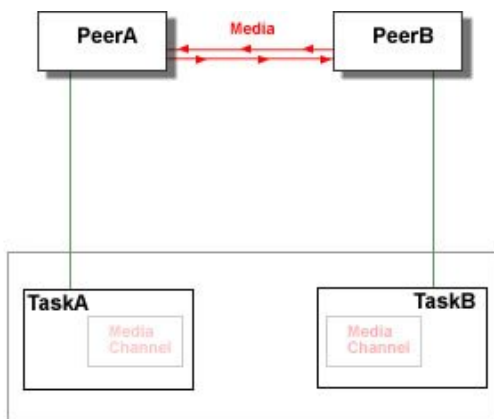 PeerA
Media
PeerB
TaskA
Media
Channel
TaskB
Media
Channel